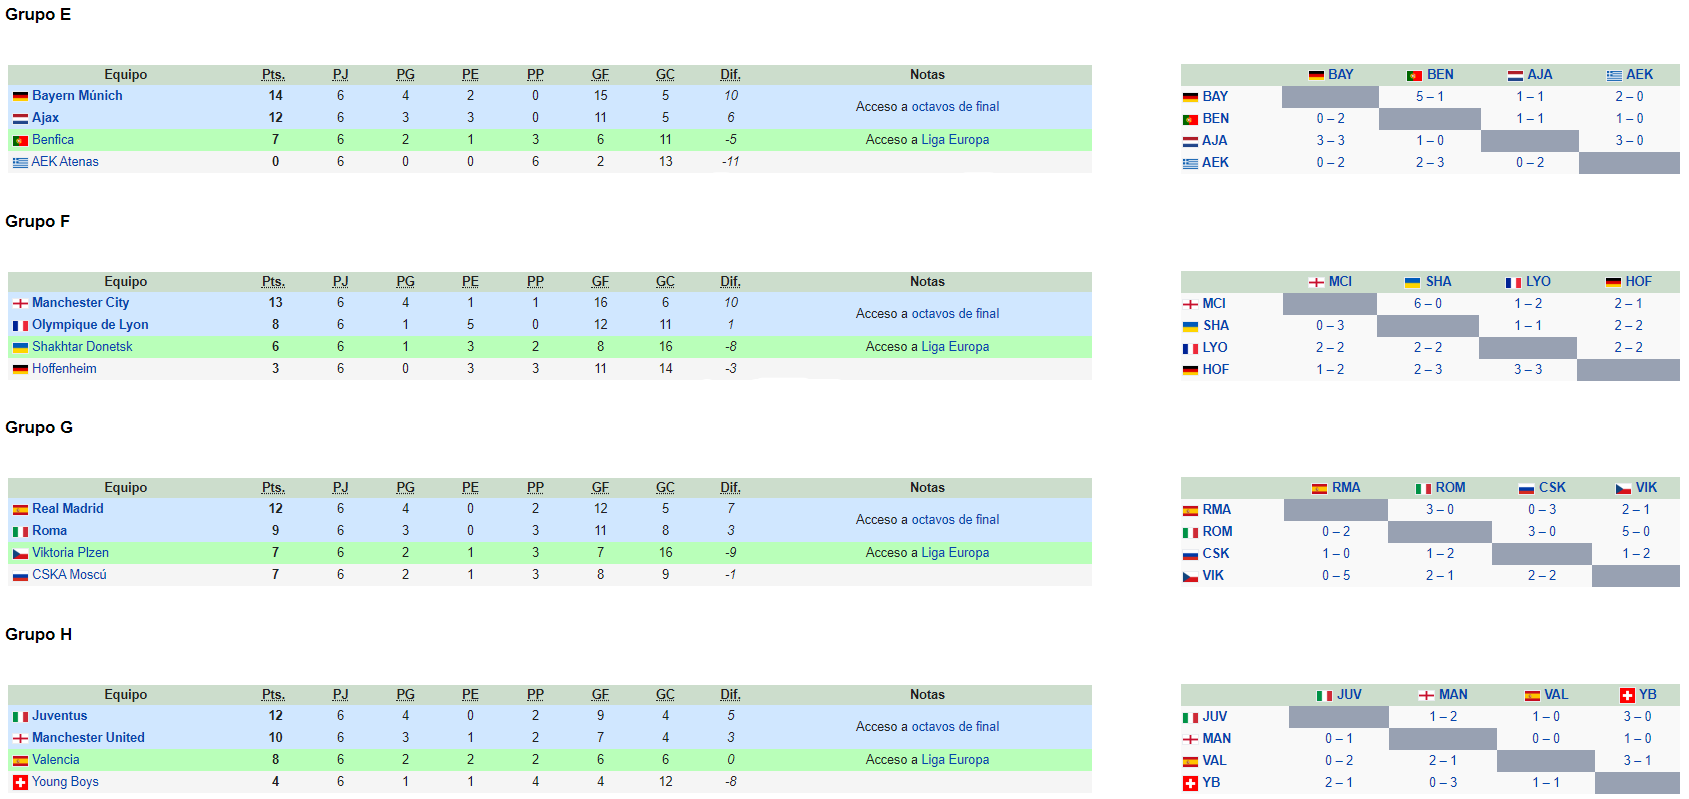 Grupo E
Equipo Pts. PJ PG PE PP GF GC Dif. Notas
Bayern Múnich 14 6 4 2 0 15 5 10 Acceso a octavos de final
Ajax 12 6 3 3 0 11 5 6
Benfica 7 6 2 1 3 6 11 -5 Acceso a Liga Europa
AEK Atenas 0 6 0 0 6 2 13 -11
BAY BEN AJA AEK
BAY 5 – 1 1 – 1 2 – 0
BEN 0 – 2 1 – 1 1 – 0
AJA 3 – 3 1 – 0 3 – 0
AEK 0 – 2 2 – 3 0 – 2
Grupo F
Equipo Pts. PJ PG PE PP GF GC Dif. Notas
Manchester City 13 6 4 1 1 16 6 10 Acceso a octavos de final
Olympique de Lyon 8 6 1 5 0 12 11 1
Shakhtar Donetsk 6 6 1 3 2 8 16 -8 Acceso a Liga Europa
Hoffenheim 3 6 0 3 3 11 14 -3
MCI SHA LYO HOF
MCI 6 – 0 1 – 2 2 – 1
SHA 0 – 3 1 – 1 2 – 2
LYO 2 – 2 2 – 2 2 – 2
HOF 1 – 2 2 – 3 3 – 3
Grupo G
Equipo Pts. PJ PG PE PP GF GC Dif. Notas
Real Madrid 12 6 4 0 2 12 5 7 Acceso a octavos de final
Roma 9 6 3 0 3 11 8 3
Viktoria Plzen 7 6 2 1 3 7 16 -9 Acceso a Liga Europa
CSKA Moscú 7 6 2 1 3 8 9 -1
RMA ROM CSK VIK
RMA 3 – 0 0 – 3 2 – 1
ROM 0 – 2 3 – 0 5 – 0
CSK 1 – 0 1 – 2 1 – 2
VIK 0 – 5 2 – 1 2 – 2
Grupo H
Equipo Pts. PJ PG PE PP GF GC Dif. Notas
Juventus 12 6 4 0 2 9 4 5 Acceso a octavos de final
Manchester United 10 6 3 1 2 7 4 3
Valencia 8 6 2 2 2 6 6 0 Acceso a Liga Europa
Young Boys 4 6 1 1 4 4 12 -8
JUV MAN VAL YB
JUV 1 – 2 1 – 0 3 – 0
MAN 0 – 1 0 – 0 1 – 0
VAL 0 – 2 2 – 1 3 – 1
YB 2 – 1 0 – 3 1 – 1